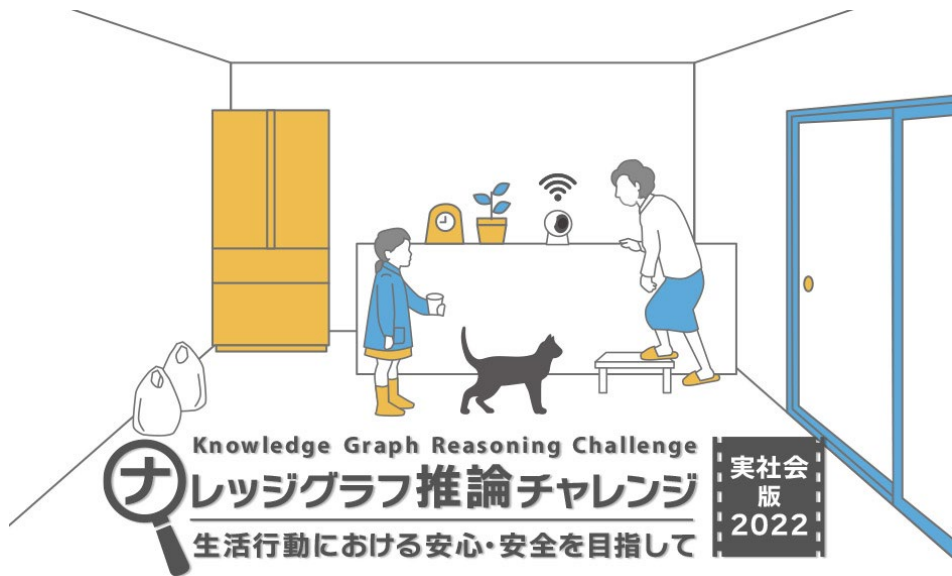 Knowledge Graph Reasoning Challenge
ナレッジグラフ推論チャレンジ
生活行動における安心・安全を目指して
実社会
版
2022